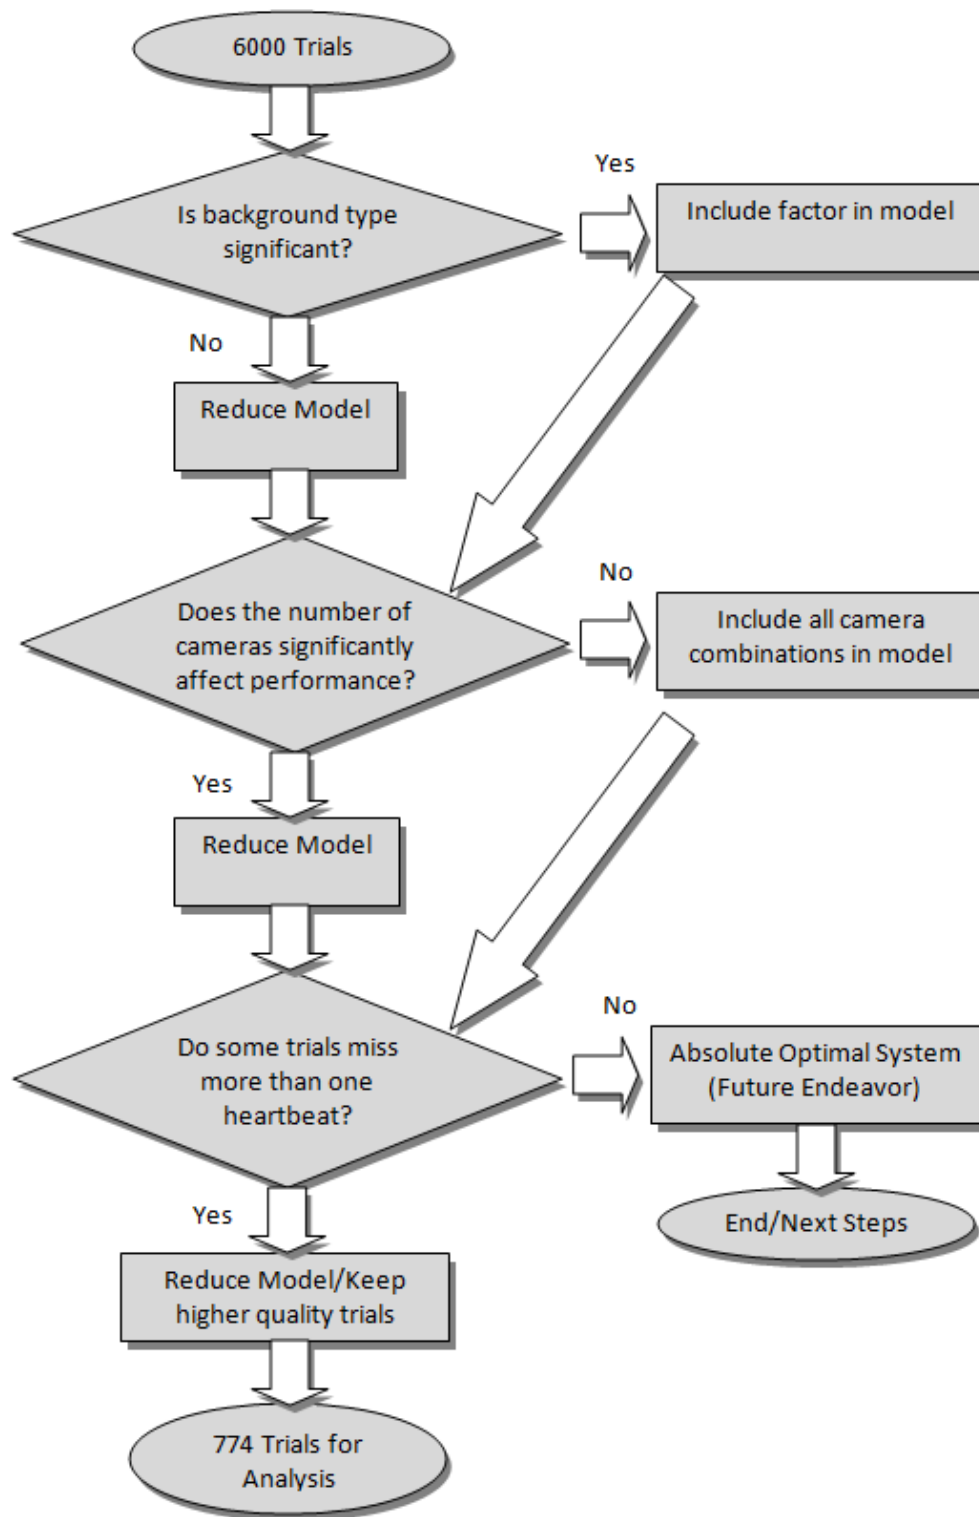 6000 Trials
Yes
Is background type
significant?
Include factor in model
No
Reduce Model
No
Does the number of
cameras significantly
affect performance?
Include all camera
combinations in model
Yes
Reduce Model
No
Do some trials miss
more than one
heartbeat?
Absolute Optimal System
(Future Endeavor)
Yes
End/Next Steps
Reduce Model/Keep
higher quality trials
774 Trials for
Analysis